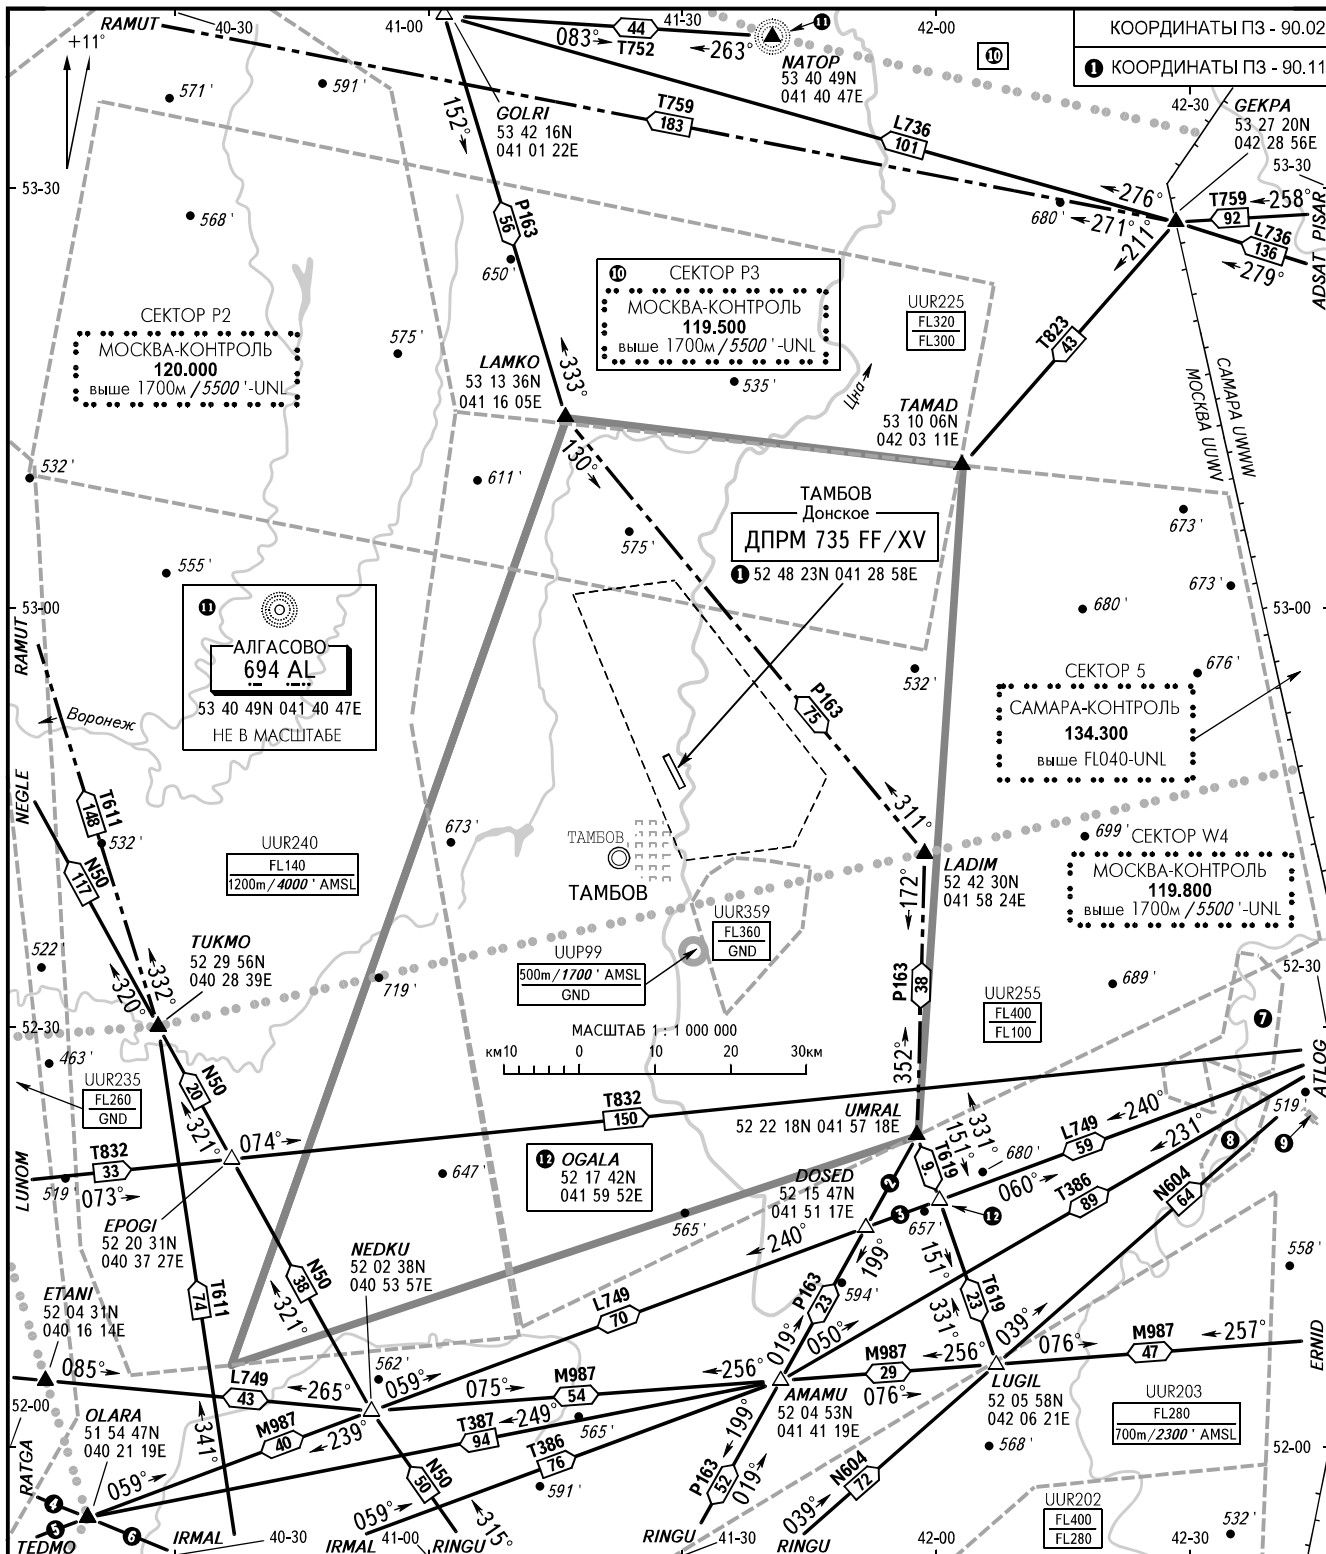 RAMUT
40-30
41-00
41-30
42-00
КООРДИНАТЫ ПЗ - 90.02
❶ КООРДИНАТЫ ПЗ - 90.11
+11°
44
083°
T752
263°
⓫
NATOP
53 40 49N
041 40 47E
❿
42-30
GEKPA
53 27 20N
042 28 56E
53-30
571 '
591 '
152°
GOLRI
53 42 16N
041 01 22E
T759
183
L736
101
53-30
276°
271°
211°
680 '
T759
92
258°
L736
136
279°
PISAR
ADSAT
568 '
P163
56
650 '
❿ СЕКТОР Р3
МОСКВА-КОНТРОЛЬ
119.500
выше 1700м / 5500 '-UNL
UUR225
FL320
FL300
T823
43
СЕКТОР Р2
МОСКВА-КОНТРОЛЬ
120.000
выше 1700м / 5500 '-UNL
575 '
LAMKO
53 13 36N
041 16 05E
333°
535 '
Цна
САМАРА UWWW
МОСКВА UUWV
TAMAD
53 10 06N
042 03 11E
130°
532 '
611 '
575 '
ТАМБОВ
Донское
ДПРМ 735 FF/XV
❶ 52 48 23N 041 28 58E
673 '
673 '
680 '
676 '
555 '
53-00
53-00
RAMUT
⓫
АЛГАСОВО
694 AL
53 40 49N 041 40 47E
НЕ В МАСШТАБЕ
Воронеж
532 '
P163
75
СЕКТОР 5
САМАРА-КОНТРОЛЬ
134.300
выше FL040-UNL
NEGLE
T611
148
532 '
N50
117
673 '
311°
UUR240
FL140
1200m/4000 ' AMSL
ТАМБОВ
ТАМБОВ
LADIM
52 42 30N
041 58 24E
172°
699 '
СЕКТОР W4
МОСКВА-КОНТРОЛЬ
119.800
выше 1700м / 5500 '-UNL
UUR359
FL360
GND
522 '
TUKMO
52 29 56N
040 28 39E
320°
332°
719 '
UUP99
500m/1700 ' AMSL
GND
P163
38
689 '
52-30
52-30
UUR255
FL400
FL100
❼
МАСШТАБ 1 : 1 000 000
км10 0 10 20 30км
463 '
UUR235
FL260
GND
N50
20
321°
352°
ATLOG
519 '
T832
150
UMRAL
52 22 18N 041 57 18E
331°
151°
L749
59
240°
231°
❽
❾
074°
T832
33
LUNOM
519
073°
647 '
⓬ OGALA
52 17 42N
041 59 52E
9
T619
680 '
060°
T386
89
N604
64
DOSED
52 15 47N
041 51 17E
❷
❸
657 '
⓬
EPOGI
52 20 31N
040 37 27E
565 '
240°
199°
151°
558 '
NEDKU
52 02 38N
040 53 57E
N50
38
321°
T611
74
ETANI
52 04 31N
040 16 14E
L749
70
P163
23
594 '
T619
23
331°
039°
019°
050°
076°
M987
47
257°
ERNID
085°
L749
43
265°
562 '
059°
075°
M987
54
256°
M987
29
256°
076°
AMAMU
52 04 53N
041 41 19E
LUGIL
52 05 58N
042 06 21E
UUR203
FL280
700m/2300 ' AMSL
52-00
52-00
OLARA
51 54 47N
040 21 19E
M987
40
239°
T387
94
249°
565 '
T386
76
199°
341°
568 '
RATGA
059°
N50
50
591 '
P163
52
019°
N604
72
UUR202
FL400
FL280
532 '
❹
❺
❻
TEDMO
IRMAL
40-30
059°
IRMAL
41-00
RINGU
315°
RINGU
41-30
039°
RINGU
42-00
42-30